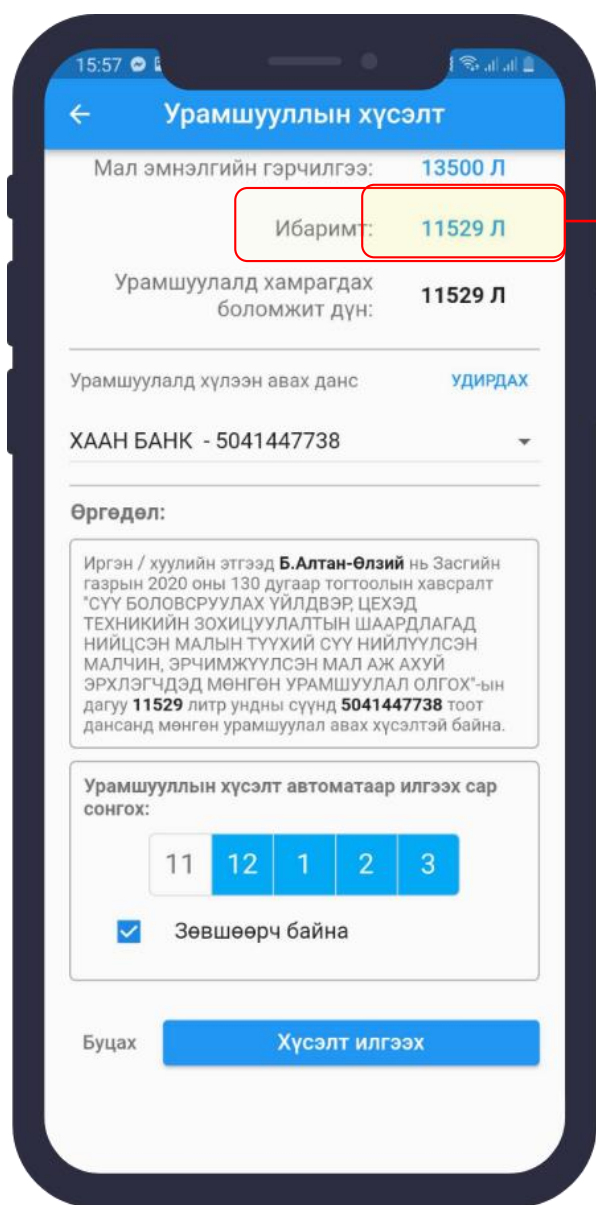 15:57
Урамшууллын хүсэлт
Мал эмнэлгийн гэрчилгээ: 13500 Л
Ибаримт: 11529 Л
Урамшуулалд хамрагдах
боломжит дүн: 11529 Л
Урамшуулалд хүлээн авах данс УДИРДАХ
ХААН БАНК - 5041447738
Өргөдөл:
Иргэн / хуулийн этгээд Б.Алтан-Өлзий нь Засгийн
газрын 2020 оны 130 дугаар тогтоолын хавсралт
"СҮҮ БОЛОВСРУУЛАХ ҮЙЛДВЭР, ЦЕХЭД
ТЕХНИКИЙН ЗОХИЦУУЛАЛТЫН ШААРДЛАГАД
НИЙЦСЭН МАЛЫН ТҮҮХИЙ СҮҮ НИЙЛҮҮЛСЭН
МАЛЧИН, ЭРЧИМЖҮҮЛСЭН МАЛ АЖ АХУЙ
ЭРХЛЭГЧДЭД МӨНГӨН УРАМШУУЛАЛ ОЛГОХ"-ын
дагуу 11529 литр ундны сүүнд 5041447738 тоот
дансанд мөнгөн урамшуулал авах хүсэлтэй байна.
Урамшууллын хүсэлт автоматаар илгээх сар
сонгох:
11 12 1 2 3
Зөвшөөрч байна
Буцах Хүсэлт илгээх